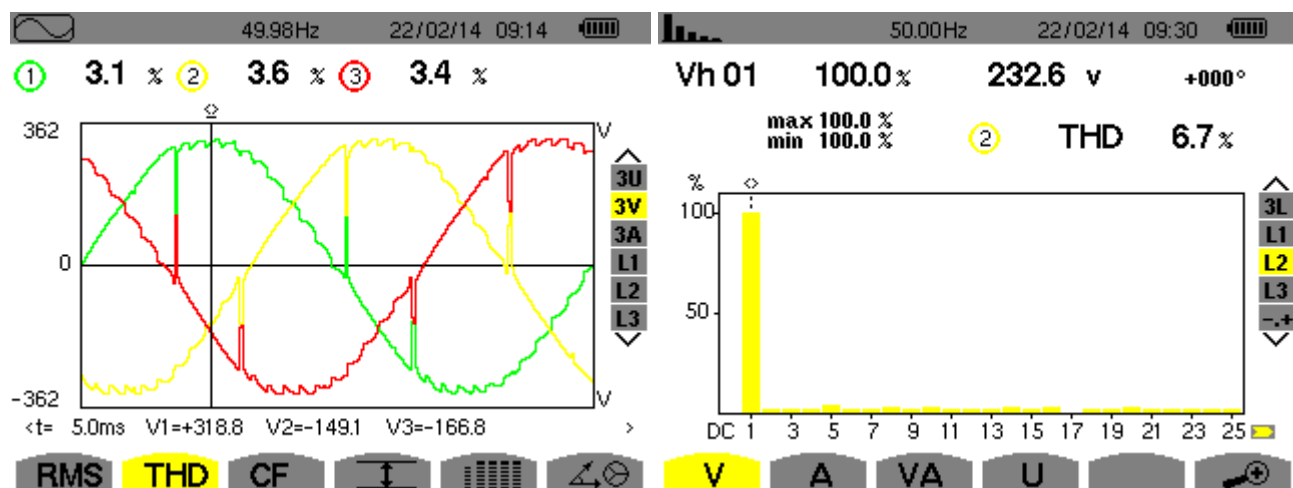 49.98Hz 22/02/14 09:14
1 3.1 % 2 3.6 % 3 3.4 %
362 V
3U
3V
3A
0 L1
L2
L3
-362 V
<t= 5.0ms V1=+318.8 V2=-149.1 V3=-166.8 >
RMS THD CF
50.00Hz 22/02/14 09:30
Vh 01 100.0 % 232.6 V +000°
max 100.0 %
min 100.0 %
2 THD 6.7 %
%
100
50
3L
L1
L2
L3
-.+
DC 1 3 5 7 9 11 13 15 17 19 21 23 25
V A VA U